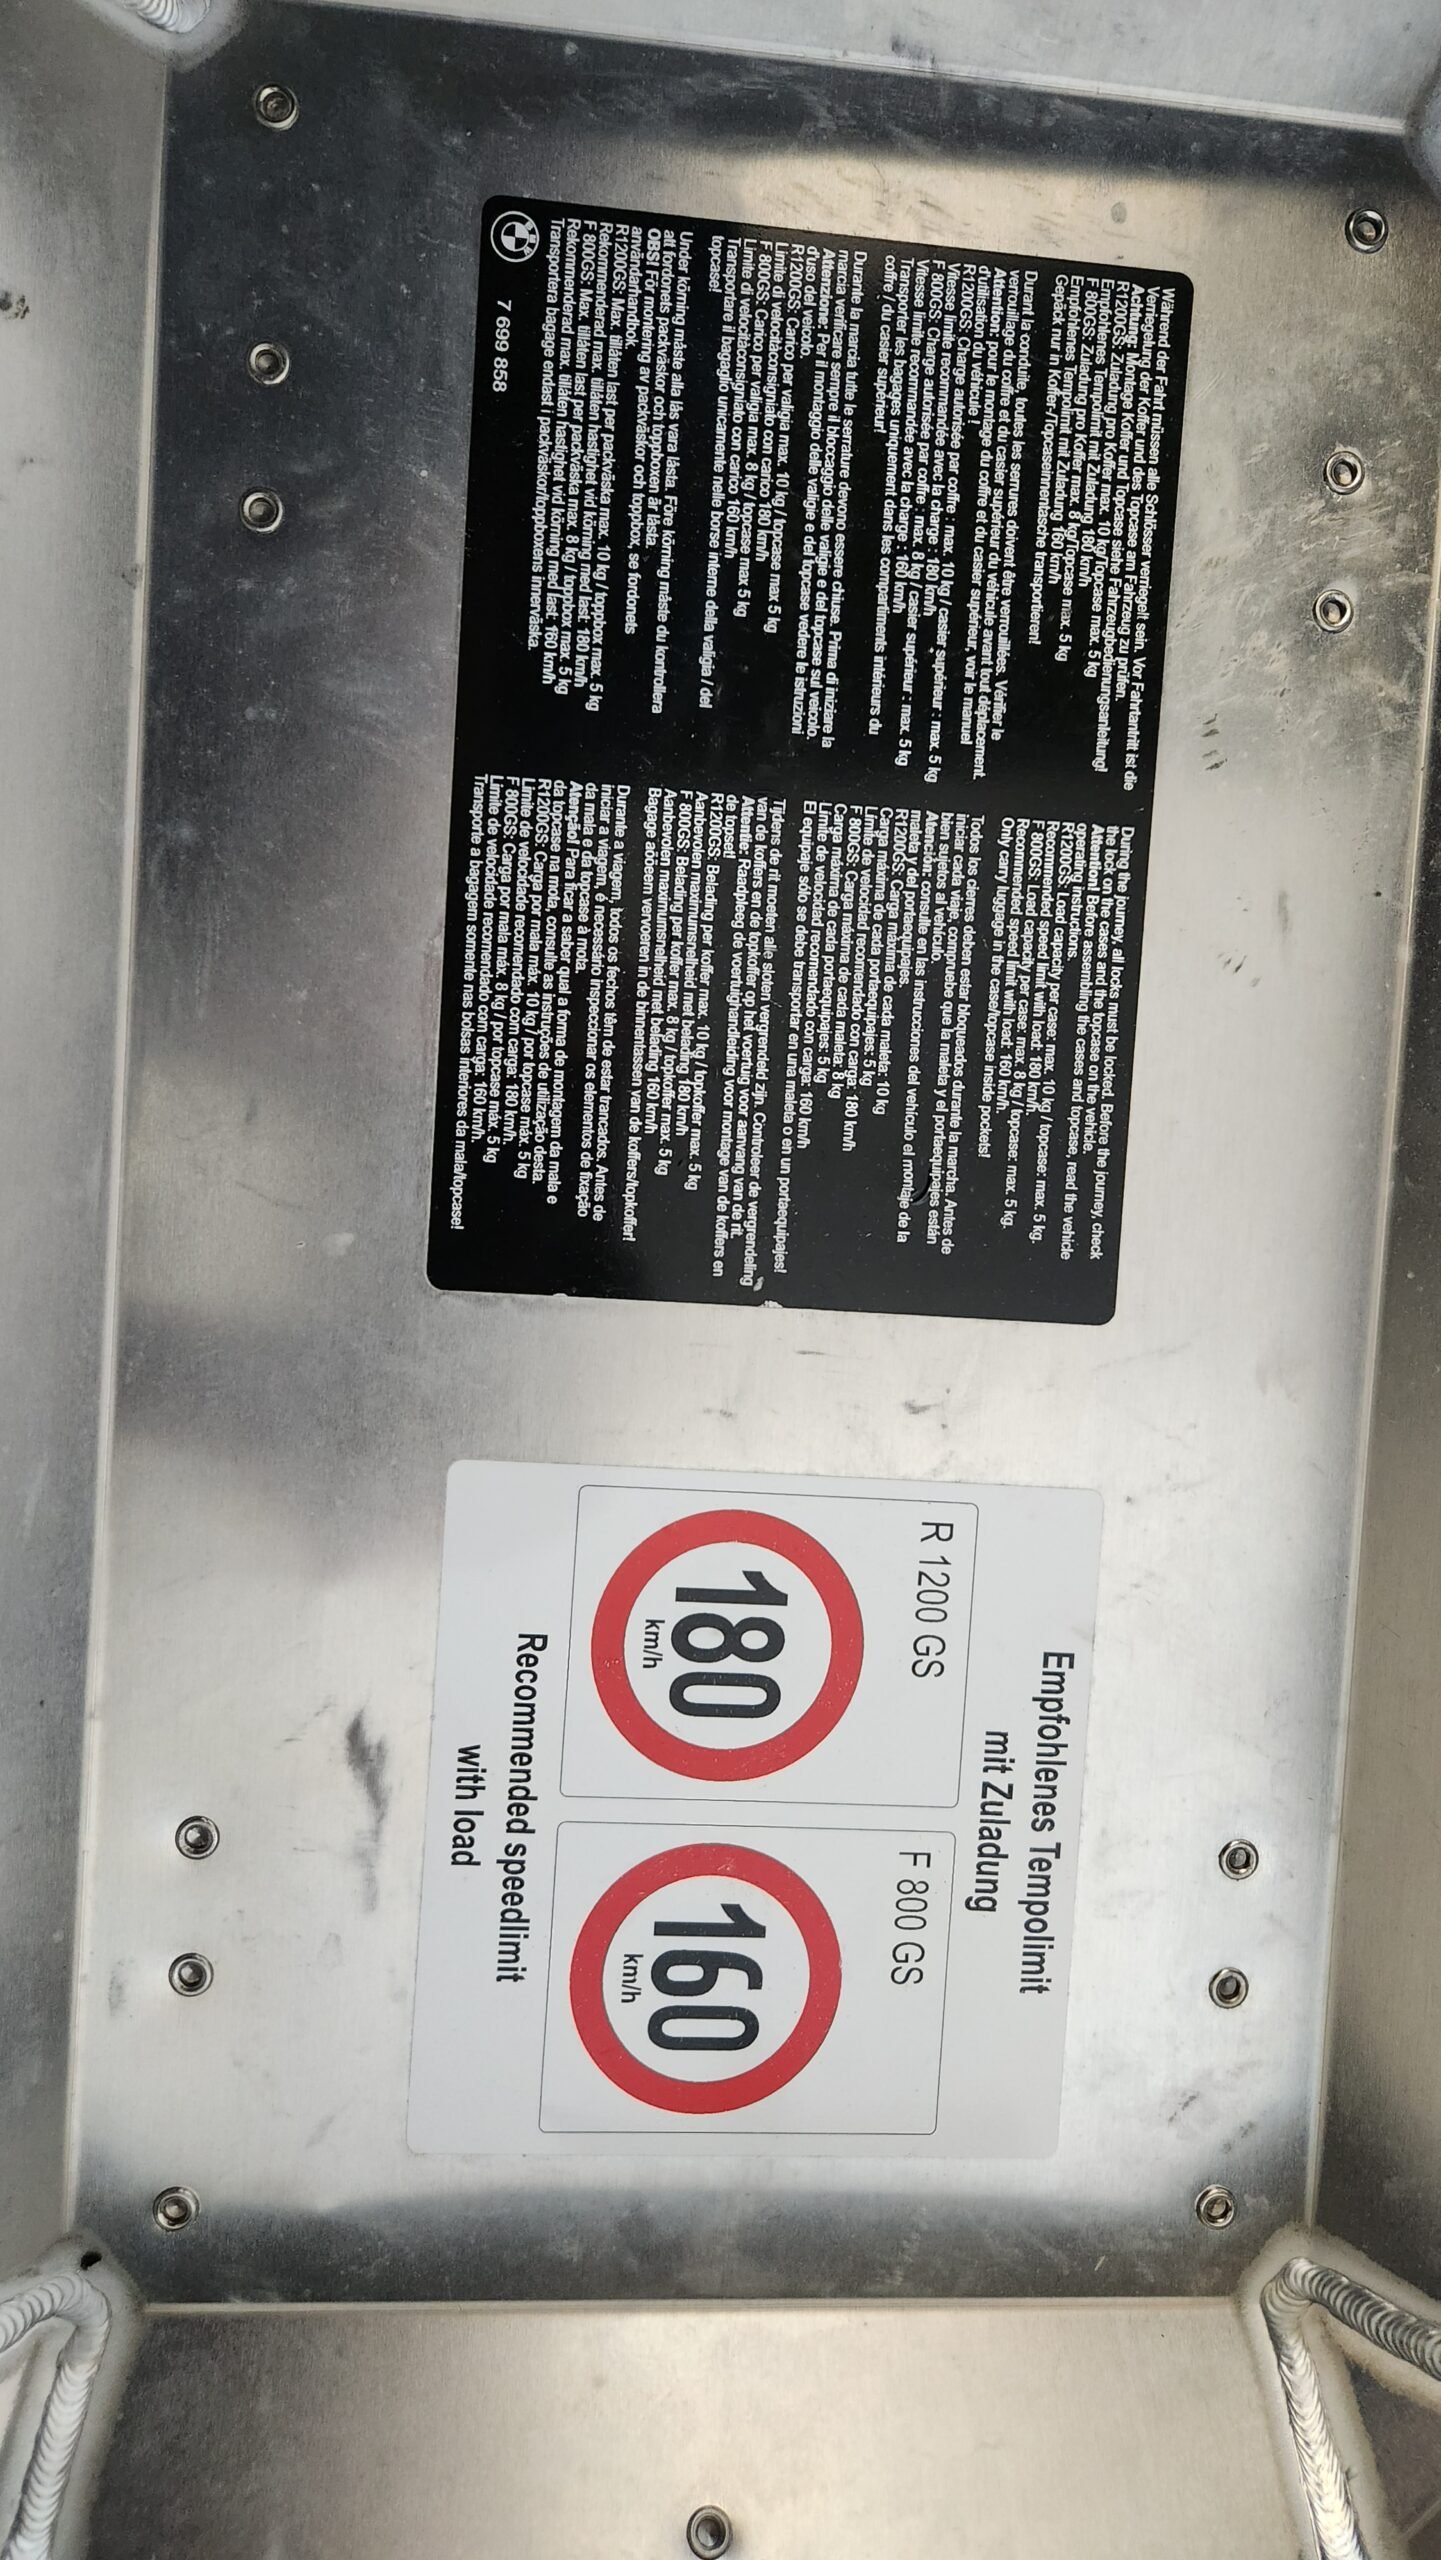 Während der Fahrt müssen alle Schlösser verriegelt sein. Vor Fahrtantritt ist die
Verriegelung der Koffer und des Topcase am Fahrzeug zu prüfen.
Achtung: Montage Koffer und Topcase siehe Fahrzeugbedienungsanleitung!
R1200GS: Zuladung pro Koffer max. 10 kg/Topcase max. 5 kg
Empfohlenes Tempolimit mit Zuladung 180 km/h
F 800GS: Zuladung pro Koffer max. 8 kg/Topcase max. 5 kg
Empfohlenes Tempolimit mit Zuladung 160 km/h
Gepäck nur in Koffer-/Topcaseinnentasche transportieren!
Durant la conduite, toutes les serrures doivent être verrouillées. Vérifier le
verrouillage du coffre et du casier supérieur du véhicule avant tout déplacement.
Attention: pour le montage du coffre et du casier supérieur, voir le manuel
d'utilisation du véhicule !
R1200GS: Charge autorisée par coffre : max. 10 kg / casier supérieur : max. 5 kg
Vitesse limite recommandée avec la charge : 180 km/h
F 800GS: Charge autorisée par coffre : max. 8 kg / casier supérieur : max. 5 kg
Vitesse limite recommandée avec la charge : 160 km/h
Transporter les bagages uniquement dans les compartiments intérieurs du
coffre / du casier supérieur!
Durante la marcia tutte le serrature devono essere chiuse. Prima di iniziare la
marcia verificare sempre il bloccaggio delle valigie e del topcase sul veicolo.
Attenzione: Per il montaggio delle valigie e del topcase vedere le istruzioni
d'uso del veicolo.
R1200GS: Carico per valigia max. 10 kg / topcase max 5 kg
Limite di velocitàconsigniato con carico 180 km/h
F 800GS: Carico per valigia max. 8 kg / topcase max 5 kg
Limite di velocitàconsigniato con carico 160 km/h
Transportare il bagaglio unicamente nelle borse interne della valigia / del
topcase!
Under körning måste alla lås vara låsta. Före körning måste du kontrollera
att fordonets packväskor och toppboxen är låsta.
OBS! För montering av packväskor och toppbox, se fordonets
användarhandbok.
R1200GS: Max. tillåten last per packväska max. 10 kg / toppbox max. 5 kg
Rekommenderad max. tillåten hastighet vid körning med last: 180 km/h
F 800GS: Max. tillåten last per packväska max. 8 kg / toppbox max. 5 kg
Rekommenderad max. tillåten hastighet vid körning med last: 160 km/h
Transportera bagage endast i packväskor/toppboxens innerväska.
7 699 858
During the journey, all locks must be locked. Before the journey, check
the lock on the cases and the topcase on the vehicle.
Attention! Before assembling the cases and topcase, read the vehicle
operating instructions.
R1200GS: Load capacity per case: max. 10 kg / topcase: max. 5 kg.
Recommended speed limit with load: 180 km/h.
F 800GS: Load capacity per case: max. 8 kg / topcase: max. 5 kg.
Recommended speed limit with load: 160 km/h.
Only carry luggage in the case/topcase inside pockets!
Todos los cierres deben estar bloqueados durante la marcha. Antes de
iniciar cada viaje, compruebe que la maleta y el portaequipajes están
bien sujetos al vehículo.
Atención: consulte en las instrucciones del vehículo el montaje de la
maleta y del portaequipajes.
R1200GS: Carga máxima de cada maleta: 10 kg
Carga máxima de cada portaequipajes: 5 kg
Límite de velocidad recomendado con carga: 180 km/h
F 800GS: Carga máxima de cada maleta: 8 kg
Carga máxima de cada portaequipajes: 5 kg
Límite de velocidad recomendado con carga: 160 km/h
El equipaje sólo se debe transportar en una maleta o en un portaequipajes!
Tijdens de rit moeten alle sloten vergrendeld zijn. Controleer de vergrendeling
van de koffers en de topkoffer op het voertuig voor aanvang van de rit.
Attentie: Raadpleeg de voertuighandleiding voor montage van de koffers en
de topset!
R1200GS: Belading per koffer max. 10 kg / topkoffer max. 5 kg
Aanbevolen maximumsnelheid met belading 180 km/h
F 800GS: Belading per koffer max. 8 kg / topkoffer max. 5 kg
Aanbevolen maximumsnelheid met belading 160 km/h
Bagage aõõeem vervoeren in de binnentassen van de koffers/topkoffer!
Durante a viagem, todos os fechos têm de estar trancados. Antes de
iniciar a viagem, é necessário inspeccionar os elementos de fixação
da mala e da topcase à mota.
Atenção! Para ficar a saber qual a forma de montagem da mala e
da topcase na mota, consulte as instruções de utilização desta.
R1200GS: Carga por mala máx. 10 kg / por topcase máx. 5 kg
Limite de velocidade recomendado com carga: 180 km/h.
F 800GS: Carga por mala máx. 8 kg / por topcase máx. 5 kg
Limite de velocidade recomendado com carga: 160 km/h.
Transporte a bagagem somente nas bolsas interiores da mala/topcase!
Empfohlenes Tempolimit
mit Zuladung
R 1200 GS
180
km/h
F 800 GS
160
km/h
Recommended speedlimit
with load